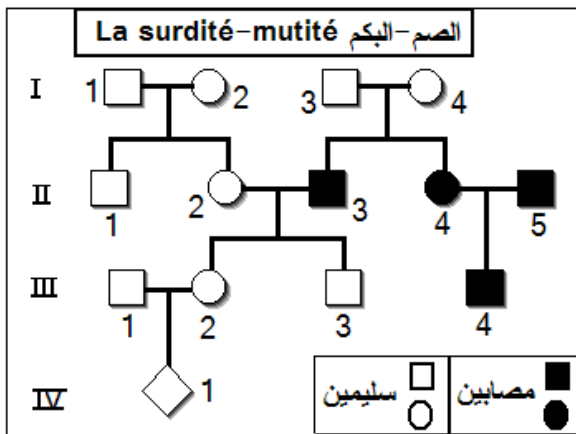 La surdité-mutité الصم-البكم
I 1 2 3 4
II 1 2 3 4 5
III 1 2 3 4
IV 1
سليمين
مصابين